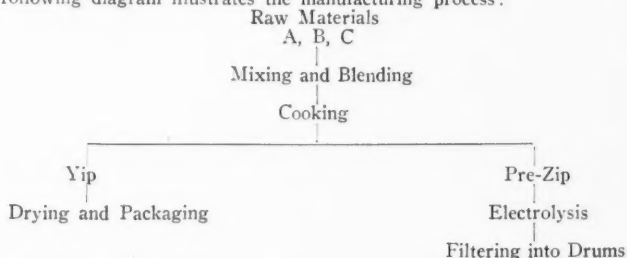 following diagram illustrates the manufacturing process:
Raw Materials
A, B, C
Mixing and Blending
Cooking
Yip Pre-Zip
Drying and Packaging Electrolysis
Filtering into Drums